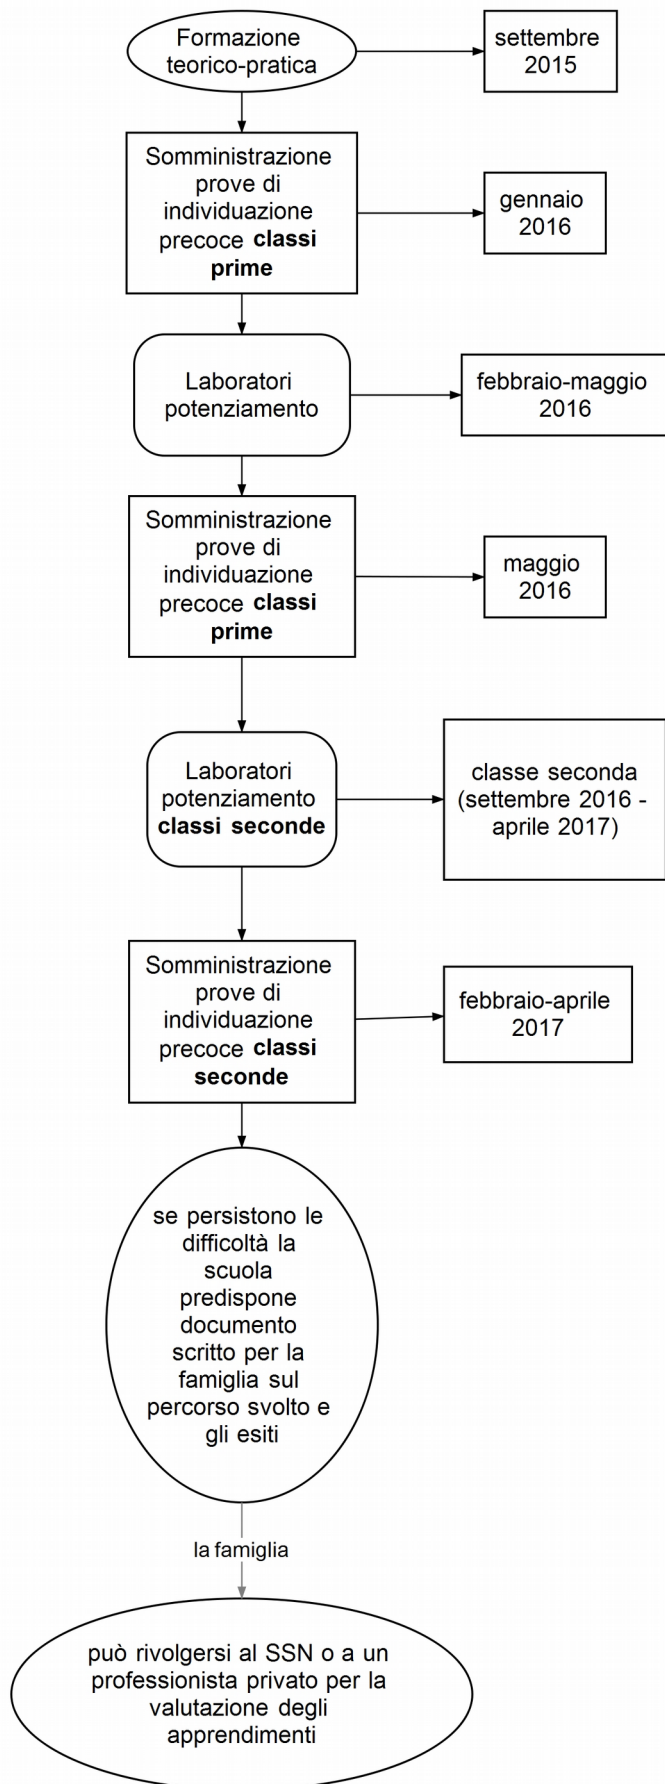 Formazione
teorico-pratica
settembre
2015
Somministrazione
prove di
individuazione
precoce classi
prime
gennaio
2016
Laboratori
potenziamento
febbraio-maggio
2016
Somministrazione
prove di
individuazione
precoce classi
prime
maggio
2016
Laboratori
potenziamento
classi seconde
classe seconda
(settembre 2016 -
aprile 2017)
Somministrazione
prove di
individuazione
precoce classi
seconde
febbraio-aprile
2017
se persistono le
difficoltà la
scuola
predispone
documento
scritto per la
famiglia sul
percorso svolto e
gli esiti
la famiglia
può rivolgersi al SSN o a un
professionista privato per la
valutazione degli
apprendimenti